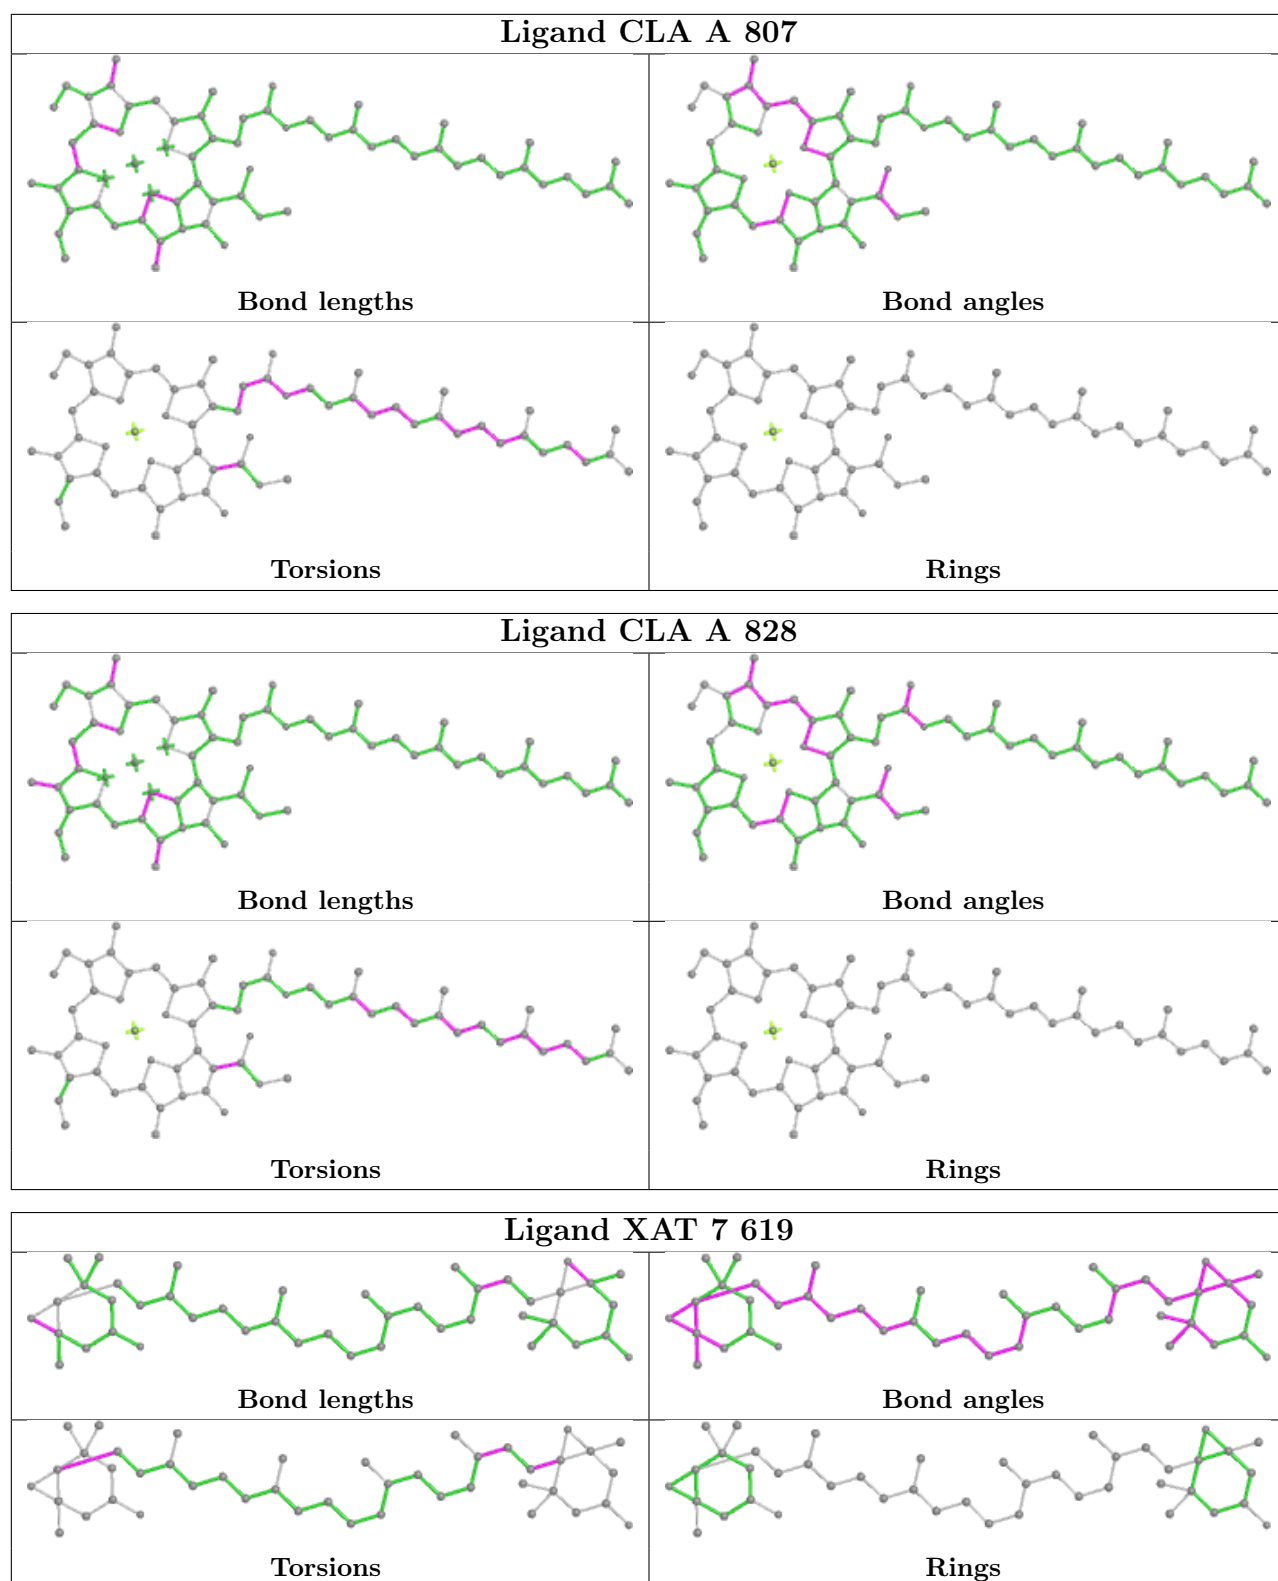 Ligand CLA A 807
Bond lengths
Bond angles
Torsions
Rings
Ligand CLA A 828
Bond lengths
Bond angles
Torsions
Rings
Ligand XAT 7 619
Bond lengths
Bond angles
Torsions
Rings